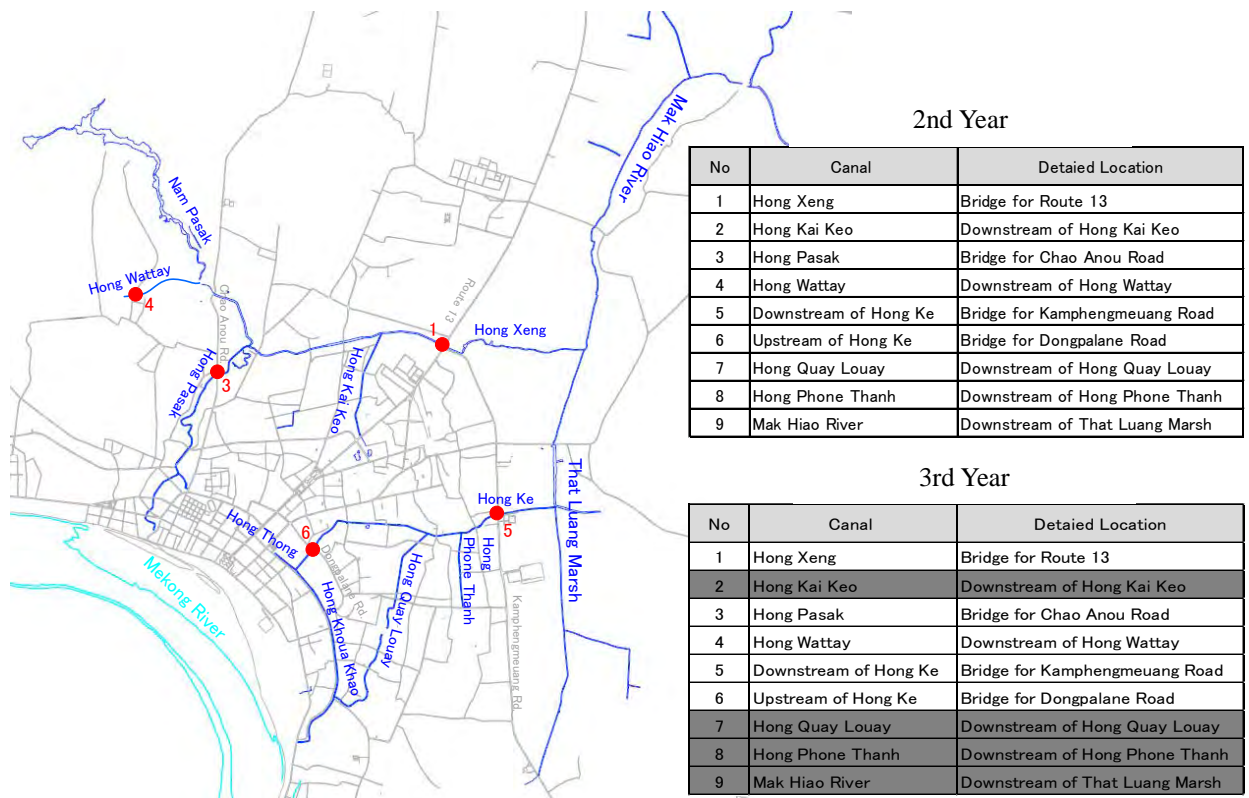 Mak Hiao River
Nam Pasak
Hong Wattay
4
Chao Anou Rd.
Route 13
1
Hong Xeng
3
Hong Pasak
Hong Kai Keo
Hong Ke
5
6
Hong Thong
Dongpalane Rd.
Hong Phone Thanh
Hong Quay Louay
Hong Khoua Khao
That Luang Marsh
Kamphengmeuang Rd.
Mekong River
2nd Year
No Canal Detaied Location
1 Hong Xeng Bridge for Route 13
2 Hong Kai Keo Downstream of Hong Kai Keo
3 Hong Pasak Bridge for Chao Anou Road
4 Hong Wattay Downstream of Hong Wattay
5 Downstream of Hong Ke Bridge for Kamphengmeuang Road
6 Upstream of Hong Ke Bridge for Dongpalane Road
7 Hong Quay Louay Downstream of Hong Quay Louay
8 Hong Phone Thanh Downstream of Hong Phone Thanh
9 Mak Hiao River Downstream of That Luang Marsh
3rd Year
No Canal Detaied Location
1 Hong Xeng Bridge for Route 13
2 Hong Kai Keo Downstream of Hong Kai Keo
3 Hong Pasak Bridge for Chao Anou Road
4 Hong Wattay Downstream of Hong Wattay
5 Downstream of Hong Ke Bridge for Kamphengmeuang Road
6 Upstream of Hong Ke Bridge for Dongpalane Road
7 Hong Quay Louay Downstream of Hong Quay Louay
8 Hong Phone Thanh Downstream of Hong Phone Thanh
9 Mak Hiao River Downstream of That Luang Marsh